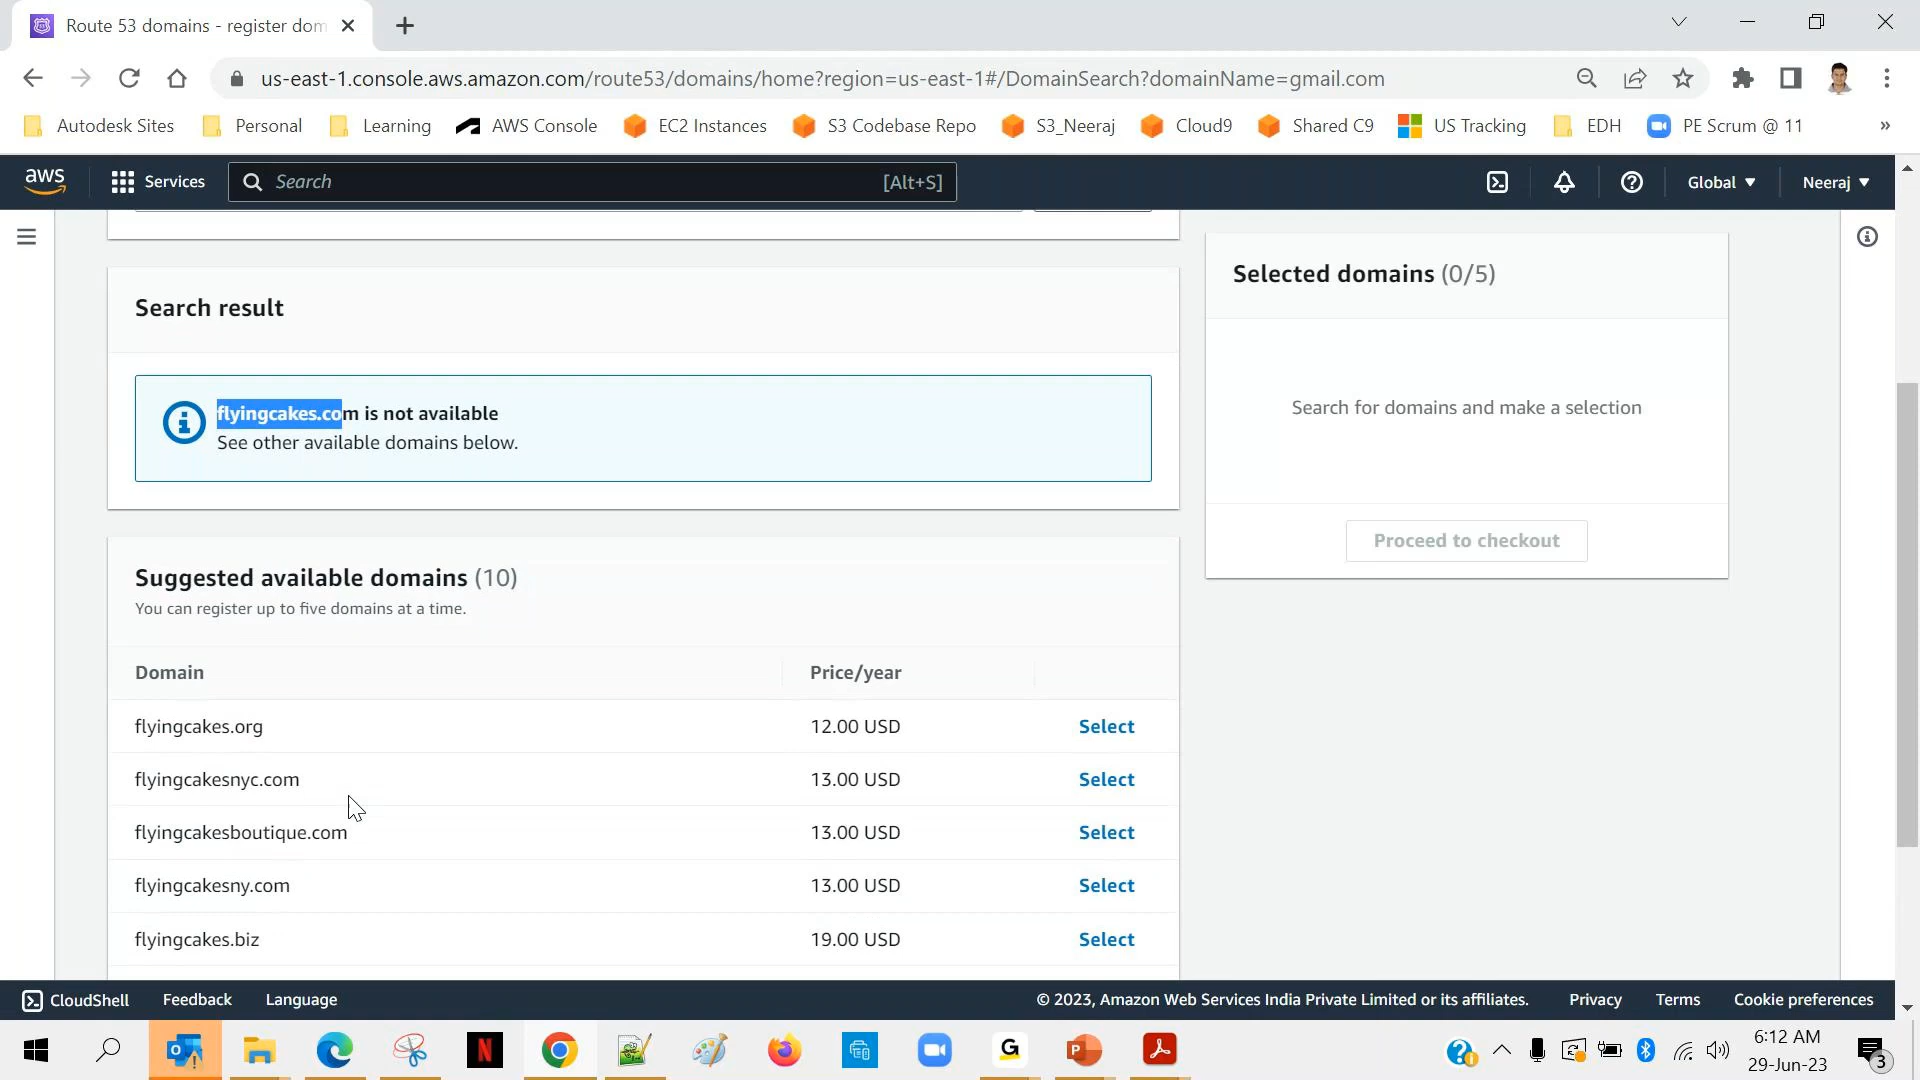 Route 53 domains - register dom
us-east-1.console.aws.amazon.com/route53/domains/home?region=us-east-1#/DomainSearch?domainName=gmail.com
Autodesk Sites Personal Learning AWS Console EC2 Instances S3 Codebase Repo S3_Neeraj Cloud9 Shared C9 US Tracking EDH PE Scrum @ 11 »
aws Services Search [Alt+S] Global Neeraj
Selected domains (0/5)
Search result
Search for domains and make a selection
flyingcakes.com is not available
See other available domains below.
Proceed to checkout
Suggested available domains (10)
You can register up to five domains at a time.
Domain Price/year
flyingcakes.org 12.00 USD Select
flyingcakesnyc.com 13.00 USD Select
flyingcakesboutique.com 13.00 USD Select
flyingcakesny.com 13.00 USD Select
flyingcakes.biz 19.00 USD Select
CloudShell Feedback Language © 2023, Amazon Web Services India Private Limited or its affiliates. Privacy Terms Cookie preferences
6:12 AM
29-Jun-23
3